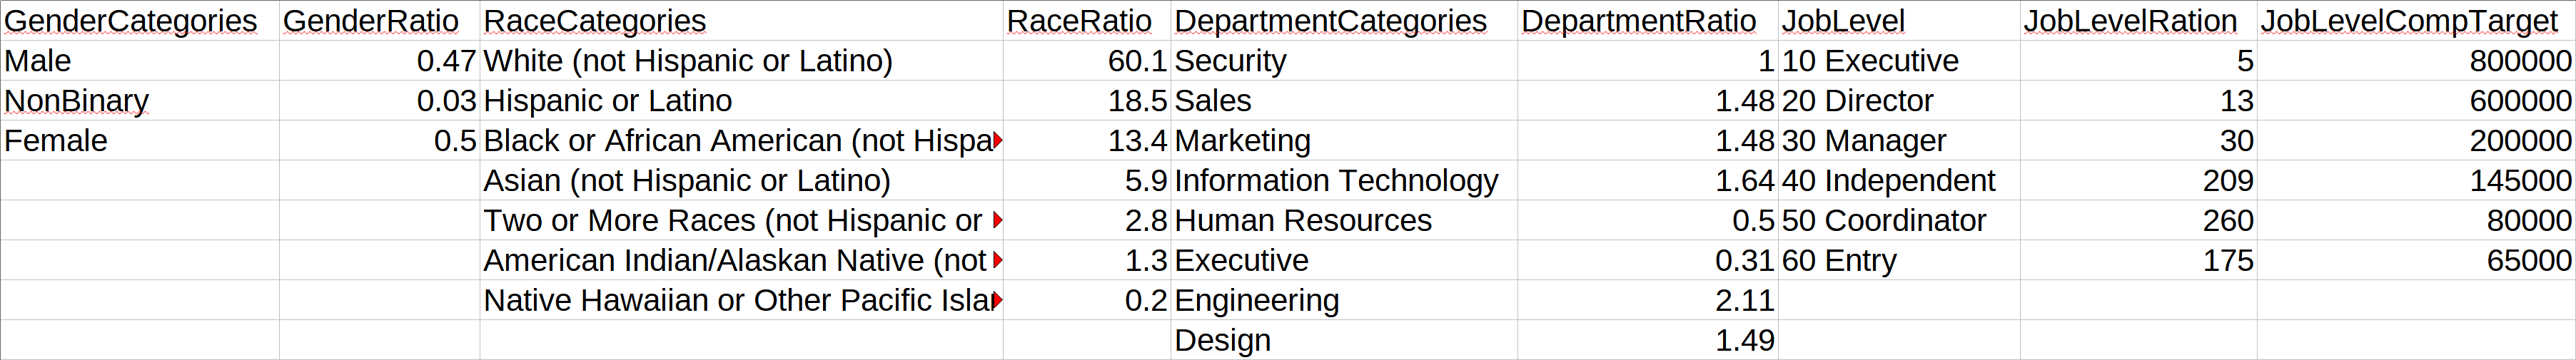 GenderCategories GenderRatio RaceCategories RaceRatio DepartmentCategories DepartmentRatio JobLevel JobLevelRation JobLevelCompTarget
Male 0.47 White (not Hispanic or Latino) 60.1 Security 1 10 Executive 5 800000
NonBinary 0.03 Hispanic or Latino 18.5 Sales 1.48 20 Director 13 600000
Female 0.5 Black or African American (not Hispa 13.4 Marketing 1.48 30 Manager 30 200000
Asian (not Hispanic or Latino) 5.9 Information Technology 1.64 40 Independent 209 145000
Two or More Races (not Hispanic or 2.8 Human Resources 0.5 50 Coordinator 260 80000
American Indian/Alaskan Native (not 1.3 Executive 0.31 60 Entry 175 65000
Native Hawaiian or Other Pacific Islan 0.2 Engineering 2.11
Design 1.49